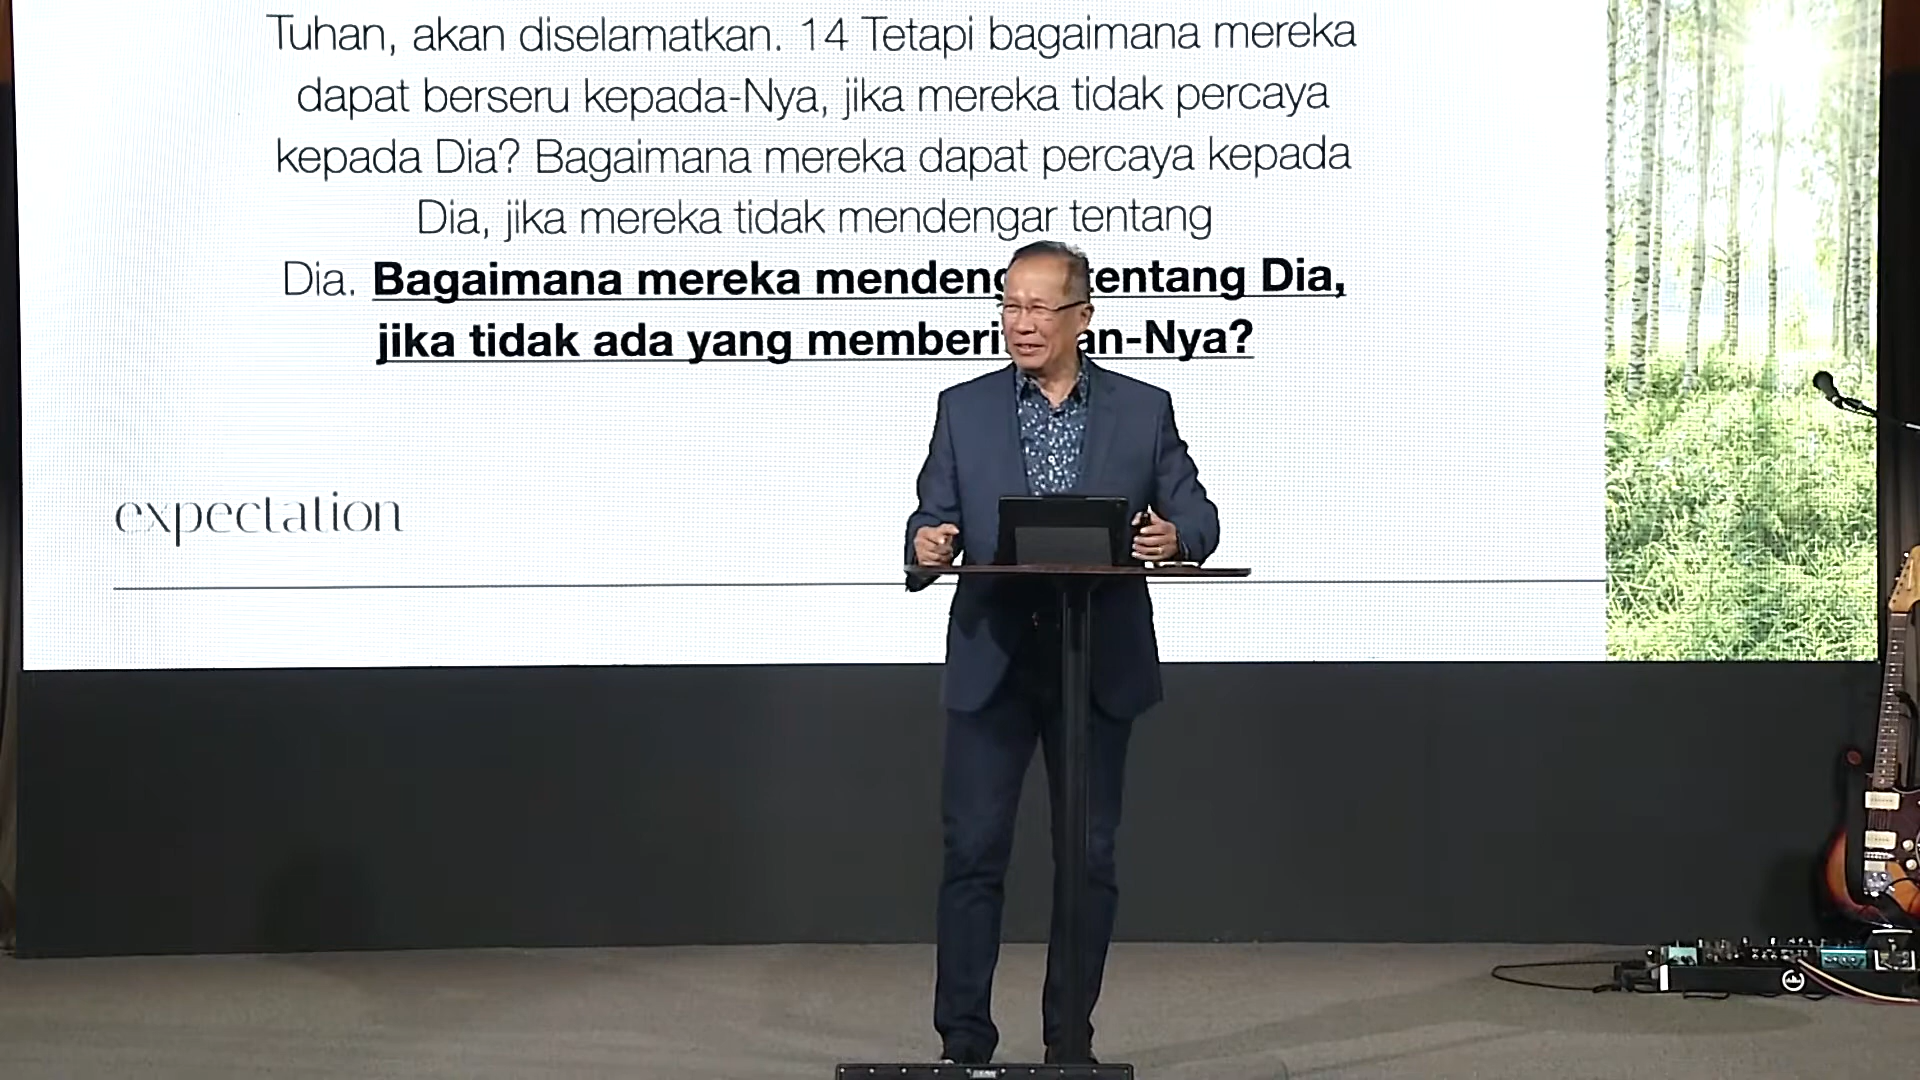 Tuhan, akan diselamatkan. 14 Tetapi bagaimana mereka
dapat berseru kepada-Nya, jika mereka tidak percaya
kepada Dia? Bagaimana mereka dapat percaya kepada
Dia, jika mereka tidak mendengar tentang
Dia. Bagaimana mereka tentang Dia,
jika tidak ada yang
expectation